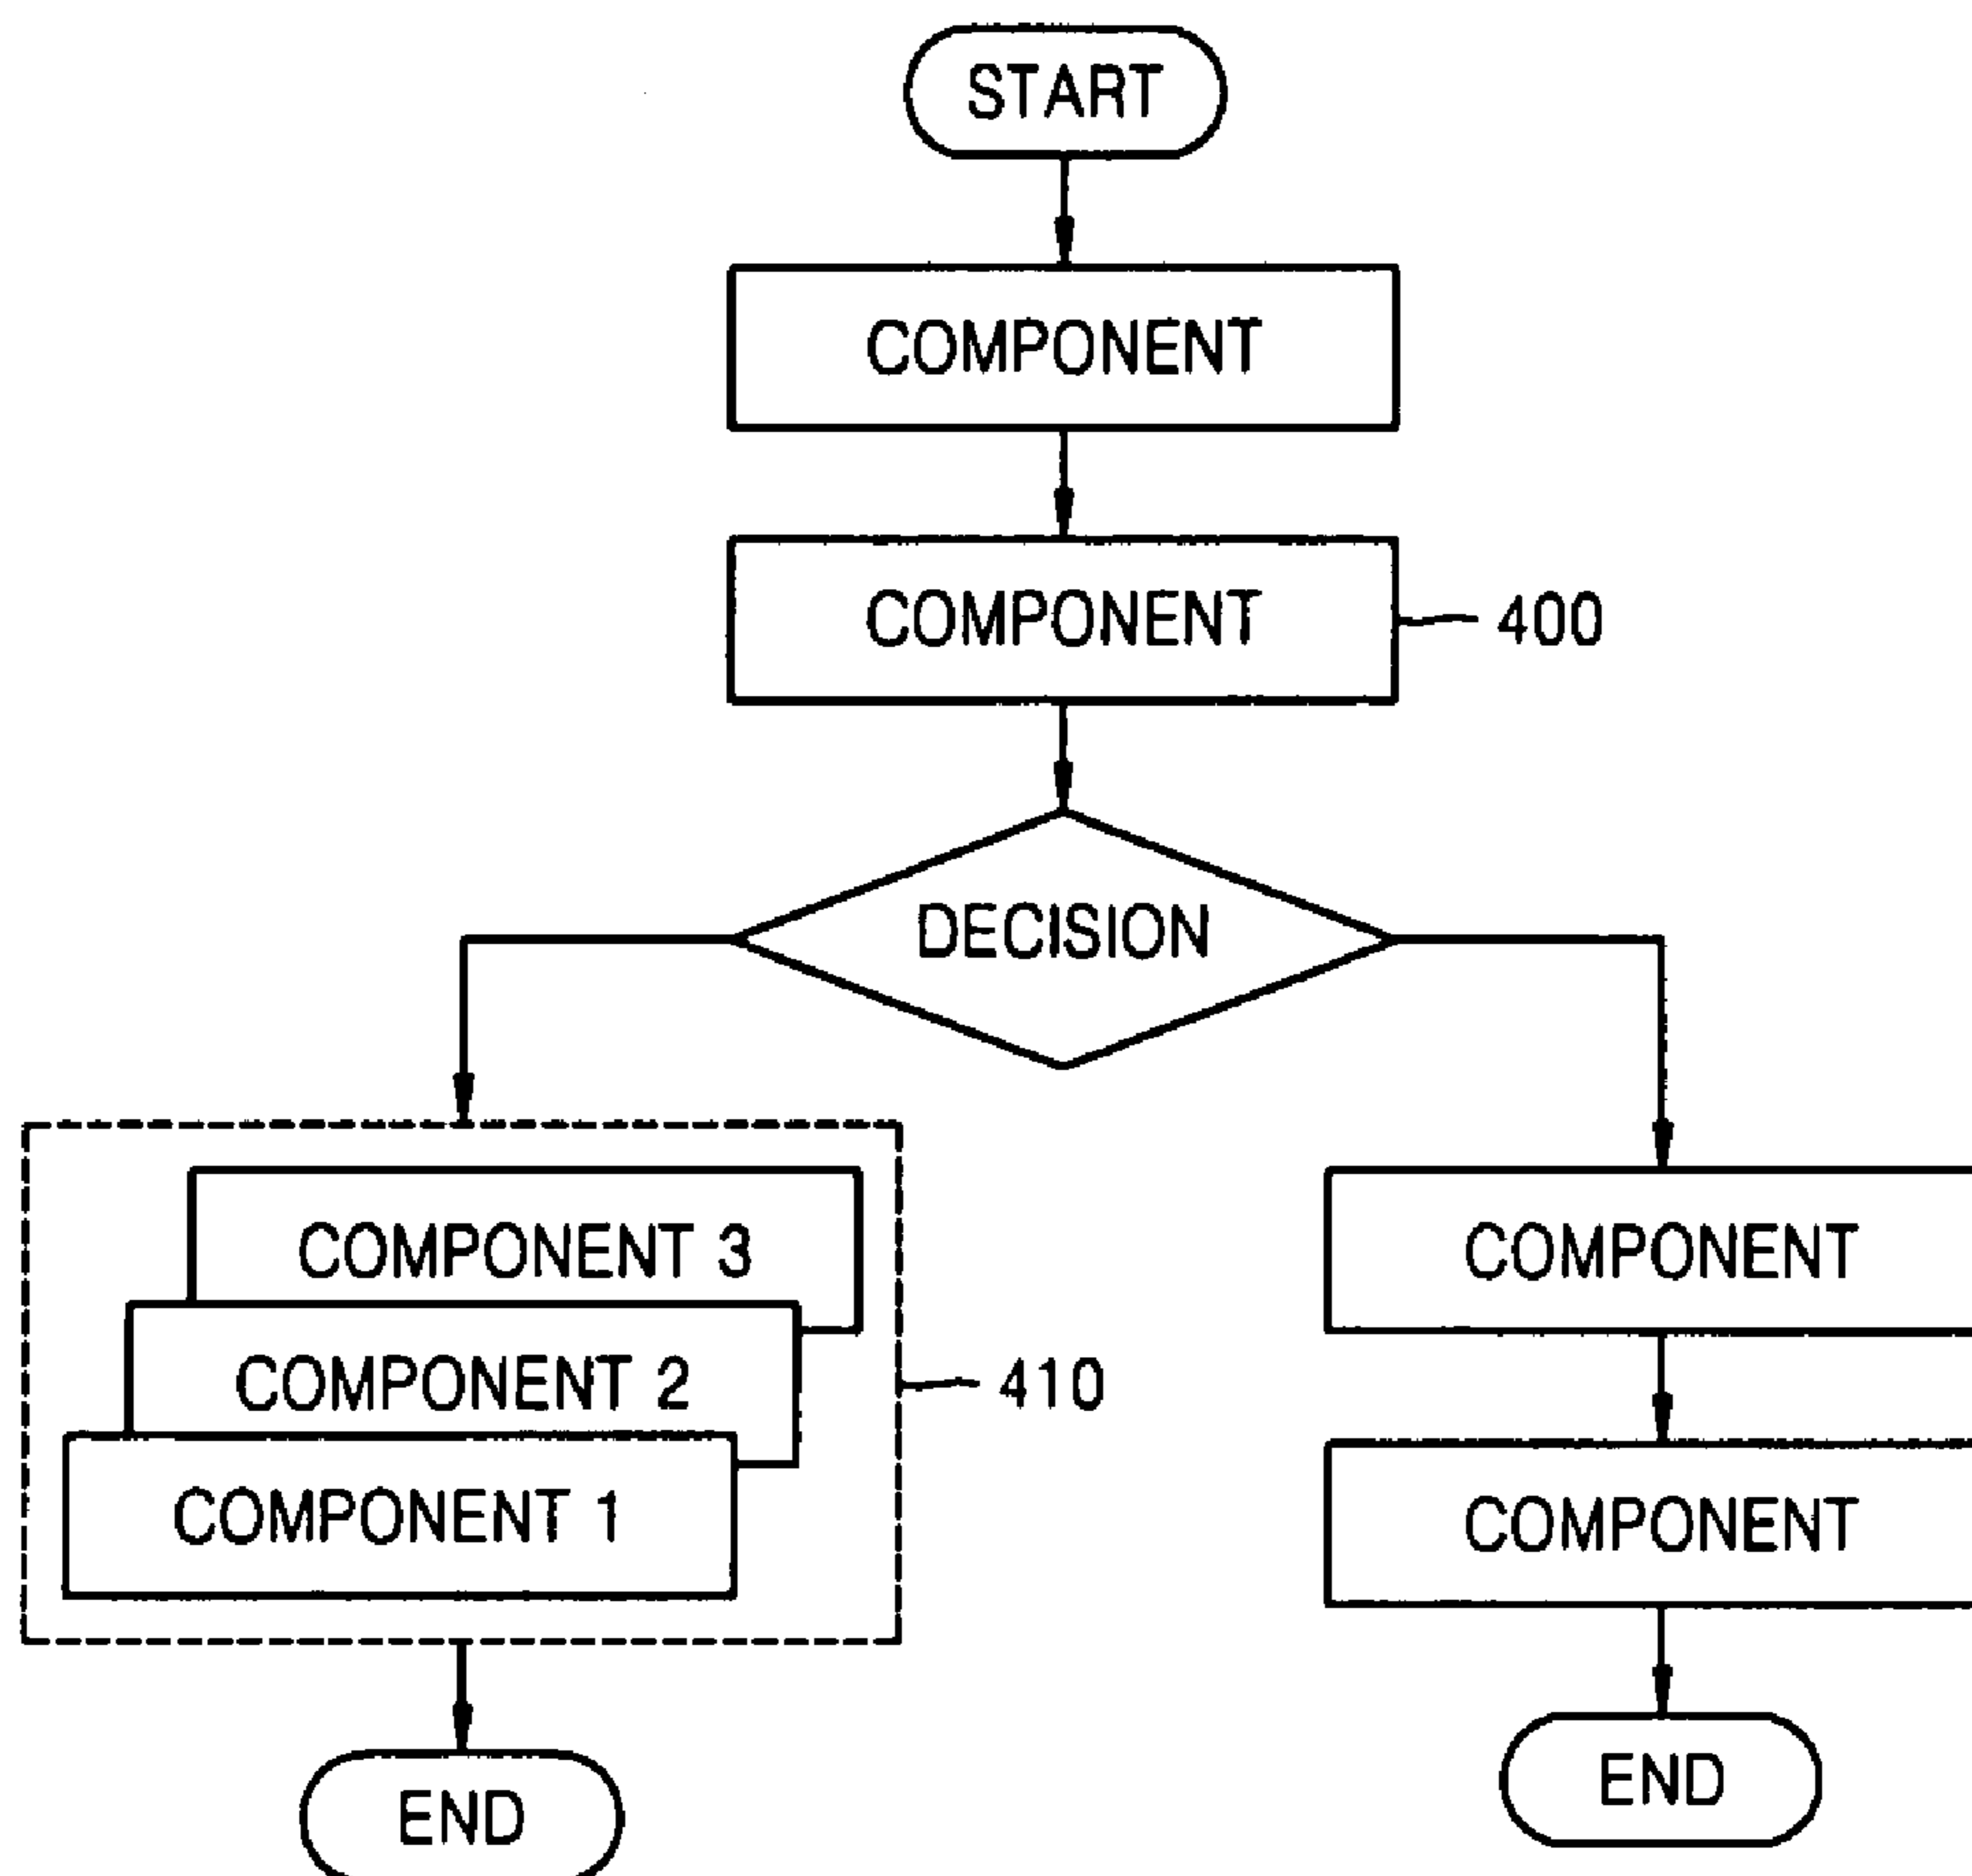 START
COMPONENT
COMPONENT
400
DECISION
COMPONENT 3
COMPONENT 2
COMPONENT 1
410
END
COMPONENT
COMPONENT
END